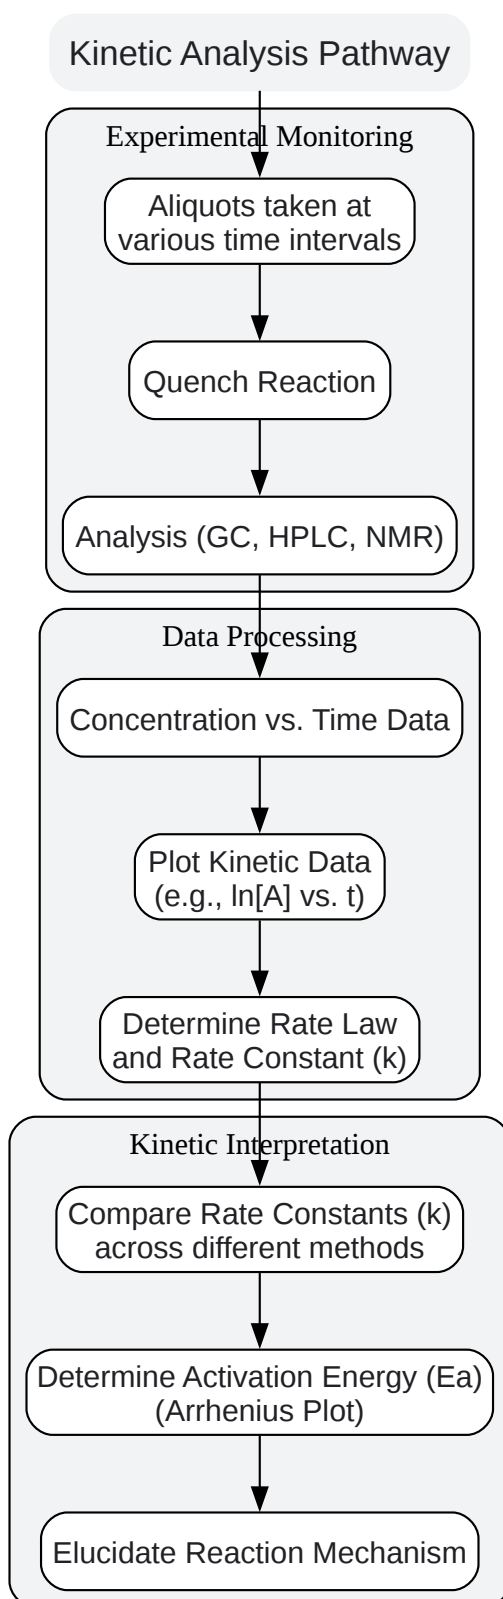 Kinetic Analysis Pathway
Experimental Monitoring
Aliquots taken at
various time intervals
Quench Reaction
Analysis (GC, HPLC, NMR)
Data Processing
Concentration vs. Time Data
Plot Kinetic Data
(e.g., ln[A] vs. t)
Determine Rate Law
and Rate Constant (k)
Kinetic Interpretation
Compare Rate Constants (k)
across different methods
Determine Activation Energy (Ea)
(Arrhenius Plot)
Elucidate Reaction Mechanism